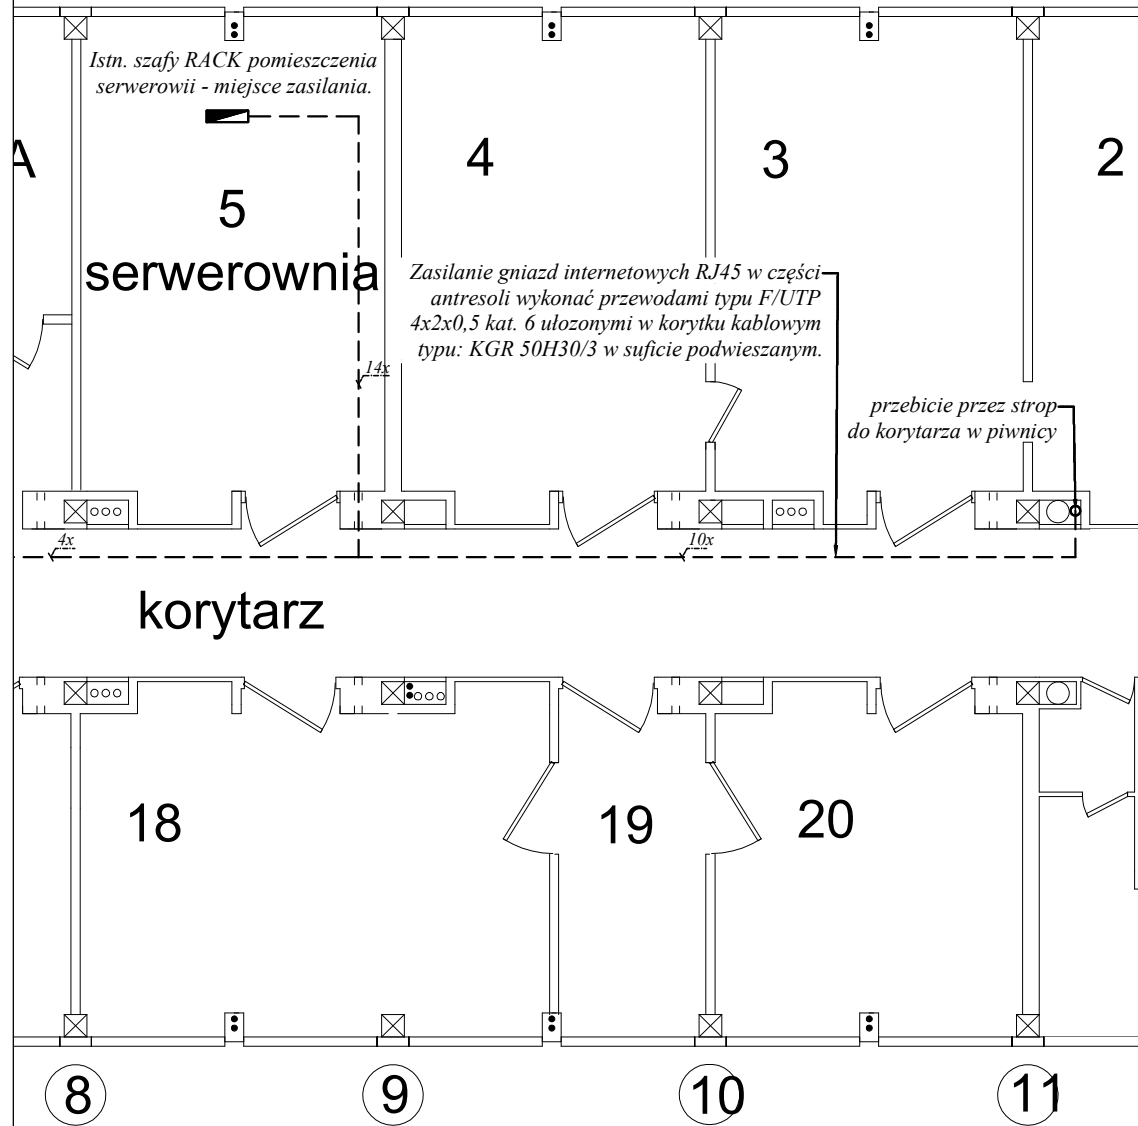 Istn. szafy RACK pomieszczenia
serwerowii - miejsce zasilania.
A
5
serwerownia
4
3
2
Zasilanie gniazd internetowych RJ45 w części
antresoli wykonać przewodami typu F/UTP
4x2x0,5 kat. 6 ułozonymi w korytku kablowym
typu: KGR 50H30/3 w suficie podwieszanym.
14x
przebicie przez strop
do korytarza w piwnicy
4x
10x
korytarz
18
19
20
8
9
10
11